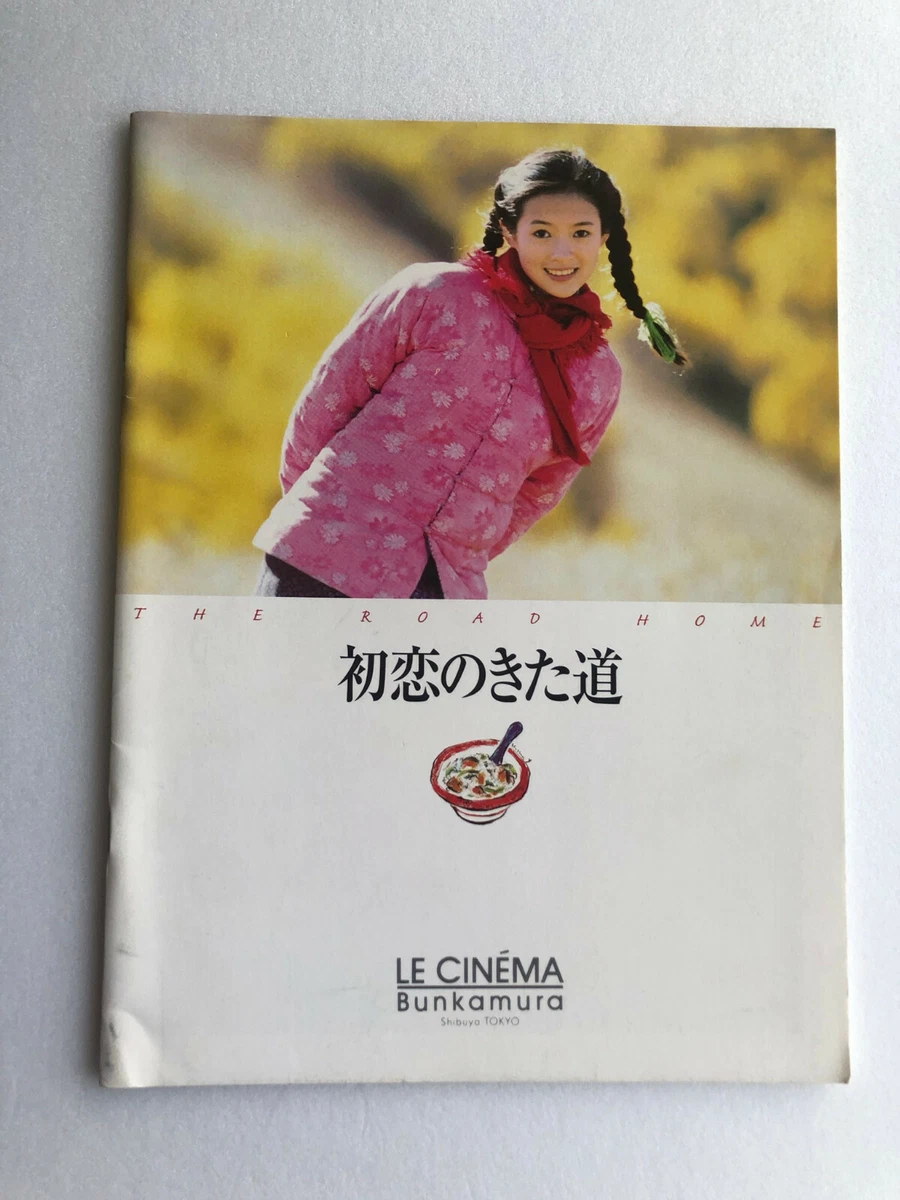 THE ROAD HOME
初恋のきた道
LE CINÉMA
Bunkamura
Shibuya TOKYO